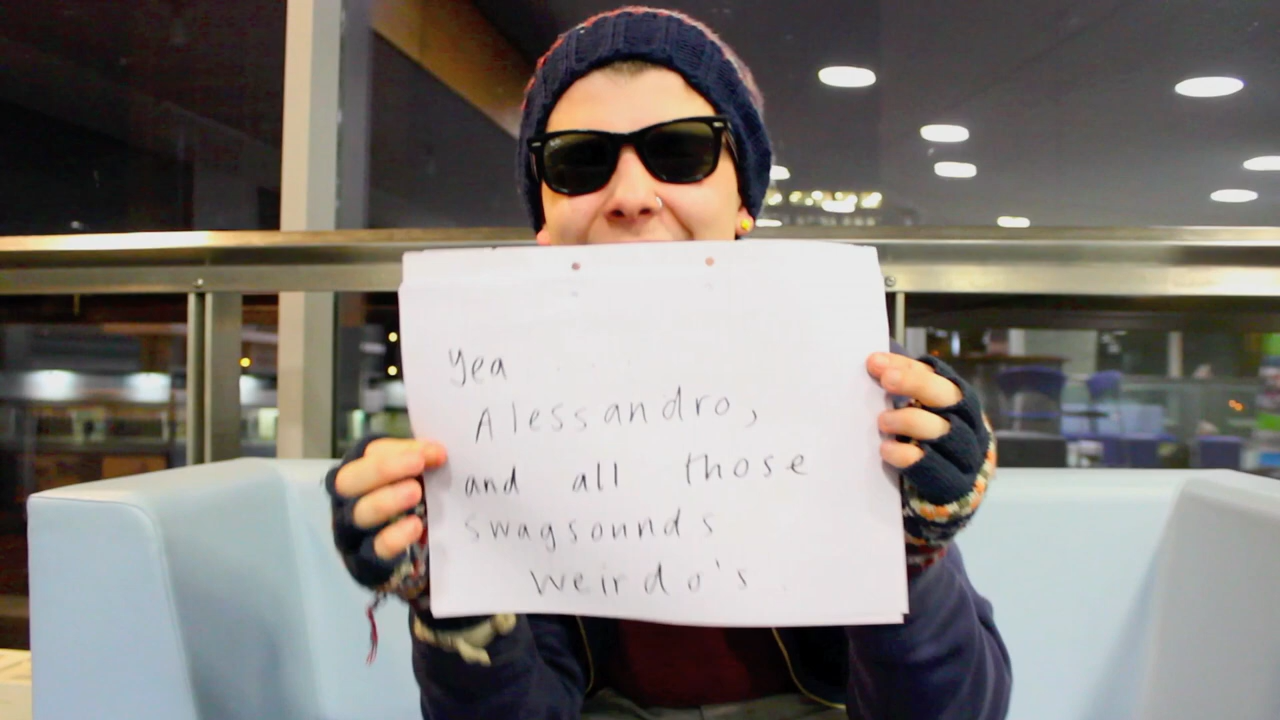 Yea
Alessandro,
and all those
swagsounds
weirdo's.